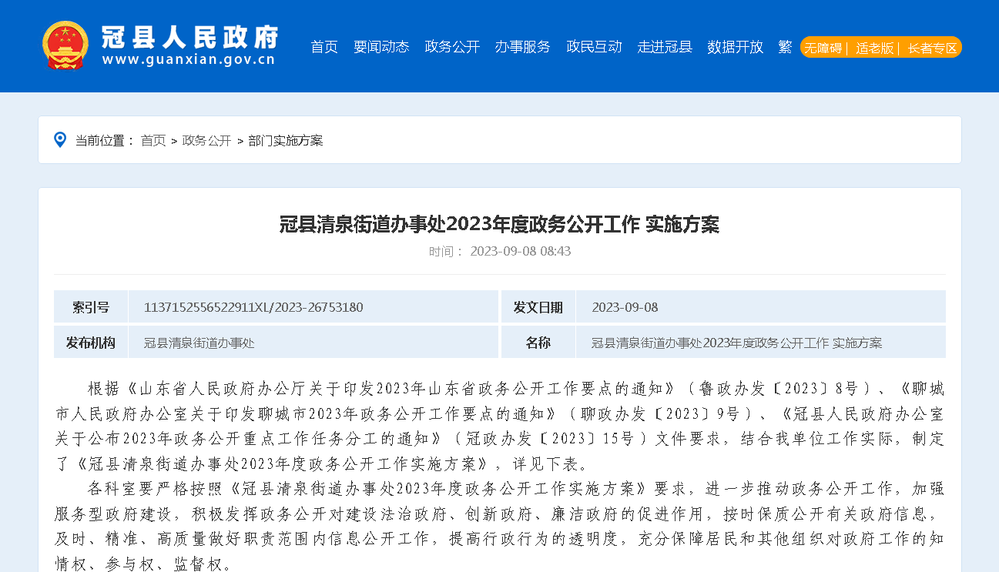 冠县人民政府
www.guanxian.gov.cn
首页 要闻动态 政务公开 办事服务 政民互动 走进冠县 数据开放 繁 无障碍| 适老版| 长者专区
当前位置： 首页 > 政务公开 > 部门实施方案
冠县清泉街道办事处2023年度政务公开工作 实施方案
时间： 2023-09-08 08:43
索引号 1137152556522911XL/2023-26753180 发文日期 2023-09-08
发布机构 冠县清泉街道办事处 名称 冠县清泉街道办事处2023年度政务公开工作 实施方案
根据《山东省人民政府办公厅关于印发2023年山东省政务公开工作要点的通知》（鲁政办发〔2023〕8号）、《聊城
市人民政府办公室关于印发聊城市2023年政务公开工作要点的通知》（聊政办发〔2023〕9号）、《冠县人民政府办公室
关于公布2023年政务公开重点工作任务分工的通知》（冠政办发〔2023〕15号）文件要求，结合我单位工作实际，制定
了《冠县清泉街道办事处2023年度政务公开工作实施方案》，详见下表。
各科室要严格按照《冠县清泉街道办事处2023年度政务公开工作实施方案》要求，进一步推动政务公开工作，加强
服务型政府建设，积极发挥政务公开对建设法治政府、创新政府、廉洁政府的促进作用，按时保质公开有关政府信息，
及时、精准、高质量做好职责范围内信息公开工作，提高行政行为的透明度，充分保障居民和其他组织对政府工作的知
情权、参与权、监督权。